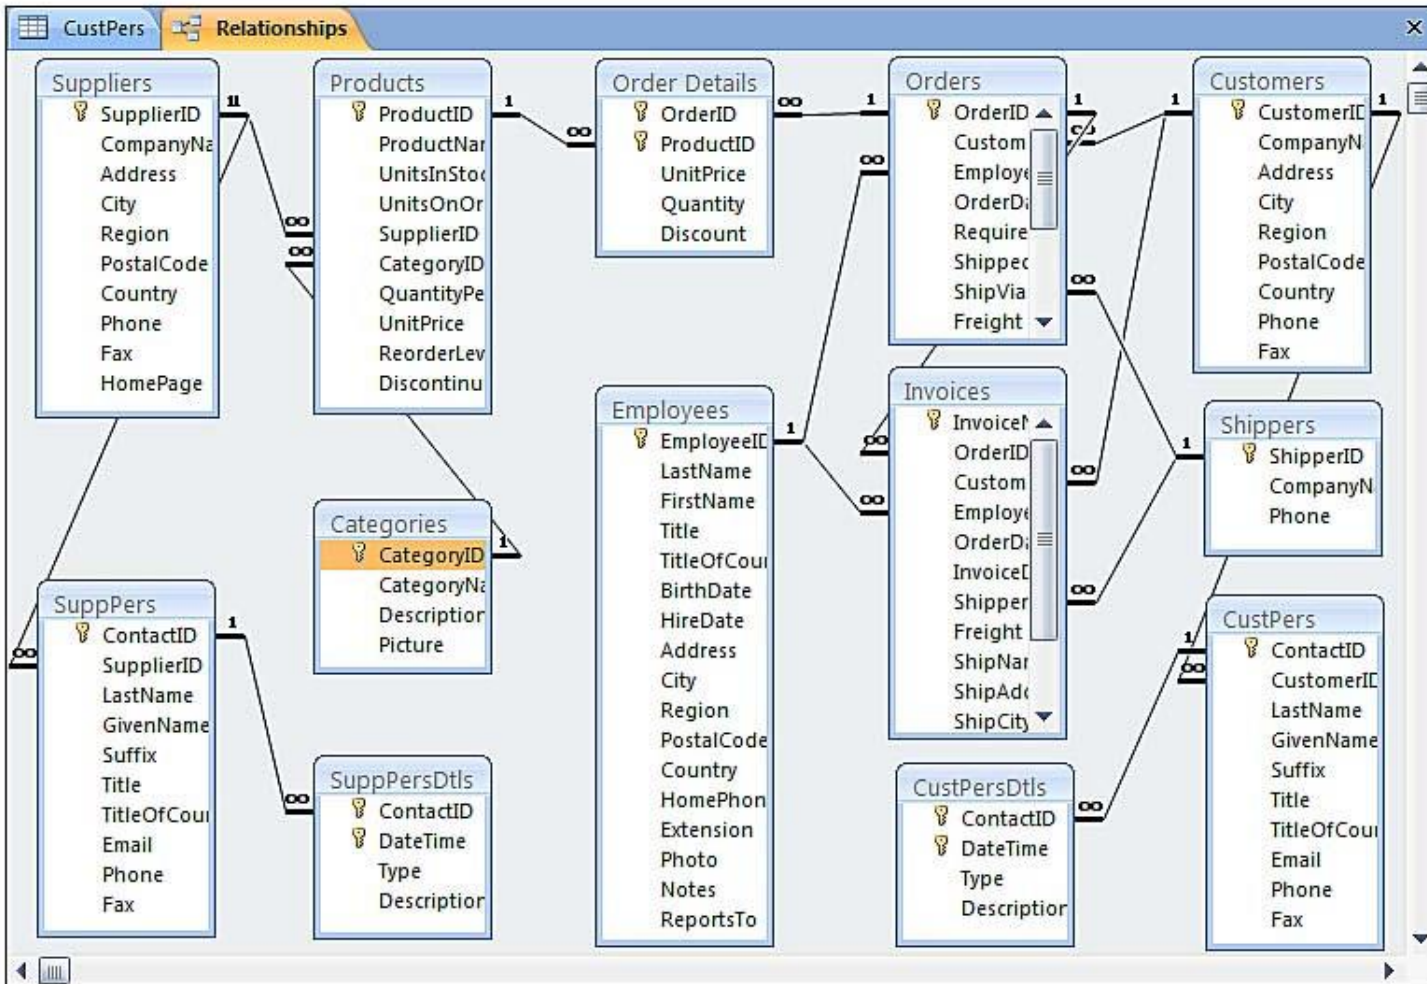 CustPers
Relationships
Suppliers
SupplierID
CompanyNa
Address
City
Region
PostalCode
Country
Phone
Fax
HomePage
Products
ProductID
ProductNar
UnitsInStoc
UnitsOnOr
SupplierID
CategoryID
QuantityPe
UnitPrice
ReorderLev
Discontinu
Order Details
OrderID
ProductID
UnitPrice
Quantity
Discount
Orders
OrderID
Custom
Employe
OrderDa
Require
Shipped
ShipVia
Freight
Customers
CustomerID
CompanyN
Address
City
Region
PostalCode
Country
Phone
Fax
Employees
EmployeeID
LastName
FirstName
Title
TitleOfCour
BirthDate
HireDate
Address
City
Region
PostalCode
Country
HomePhon
Extension
Photo
Notes
ReportsTo
Invoices
InvoiceN
OrderID
Custom
Employe
OrderDa
InvoiceD
Shipper
Freight
ShipNar
ShipAdd
ShipCity
Shippers
ShipperID
CompanyN
Phone
Categories
CategoryID
CategoryNa
Description
Picture
SuppPers
ContactID
SupplierID
LastName
GivenName
Suffix
Title
TitleOfCour
Email
Phone
Fax
SuppPersDtls
ContactID
DateTime
Type
Description
CustPersDtls
ContactID
DateTime
Type
Description
CustPers
ContactID
CustomerID
LastName
GivenName
Suffix
Title
TitleOfCour
Email
Phone
Fax